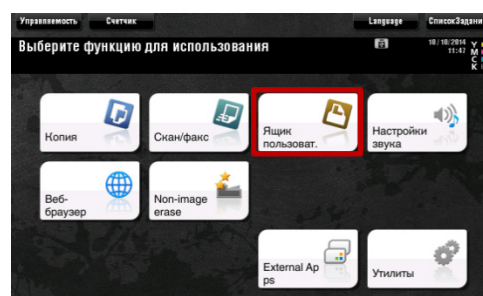 Управляемость Счетчик Language СписокЗадани
Выберите функцию для использования
10/10/2014
11:47
Y
M
C
K
Копия
Скан/факс
Ящик
пользоват.
Настройки
звука
Веб-
браузер
Non-image
erase
External Ap
ps
Утилиты